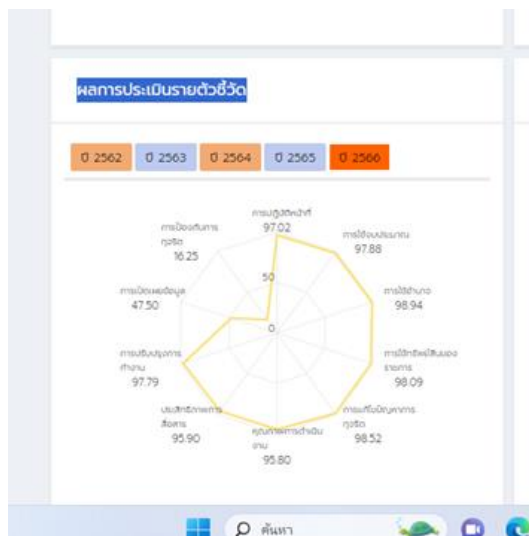 ผลการประเมินรายตัวชี้วัด
ปี 2562 ปี 2563 ปี 2564 ปี 2565 ปี 2566
การปฏิบัติหน้าที่
97.02
การป้องกันการ
ทุจริต
16.25
การใช้งบประมาณ
97.88
50
การเปิดเผยข้อมูล
47.50
การใช้อำนาจ
98.94
0
การปรับปรุงการ
ทำงาน
97.79
การใช้ทรัพย์สินของ
ราชการ
98.09
ประสิทธิภาพการ
สื่อสาร
95.90
การแก้ไขปัญหาการ
ทุจริต
98.52
คุณภาพการดำเนิน
งาน
95.80
ค้นหา